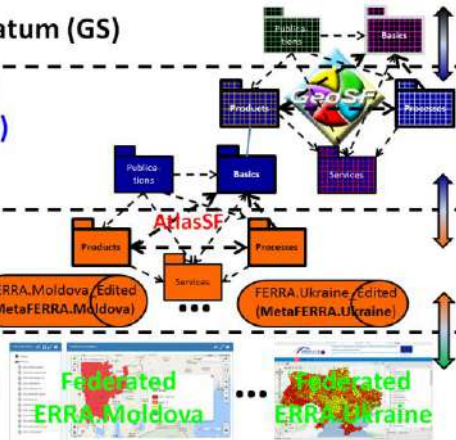 atum (GS)
Publica-
tions
Basics
)
Products
GeoSF
Processes
Services
Publica-
tions
Basics
AtlasSF
Products
Processes
Services
...
ERRA.Moldova Edited
MetaFERRA.Moldova)
FERRA.Ukraine Edited
(MetaFERRA.Ukraine)
Federated
ERRA.Moldova
...
Federated
ERRA.Ukraine